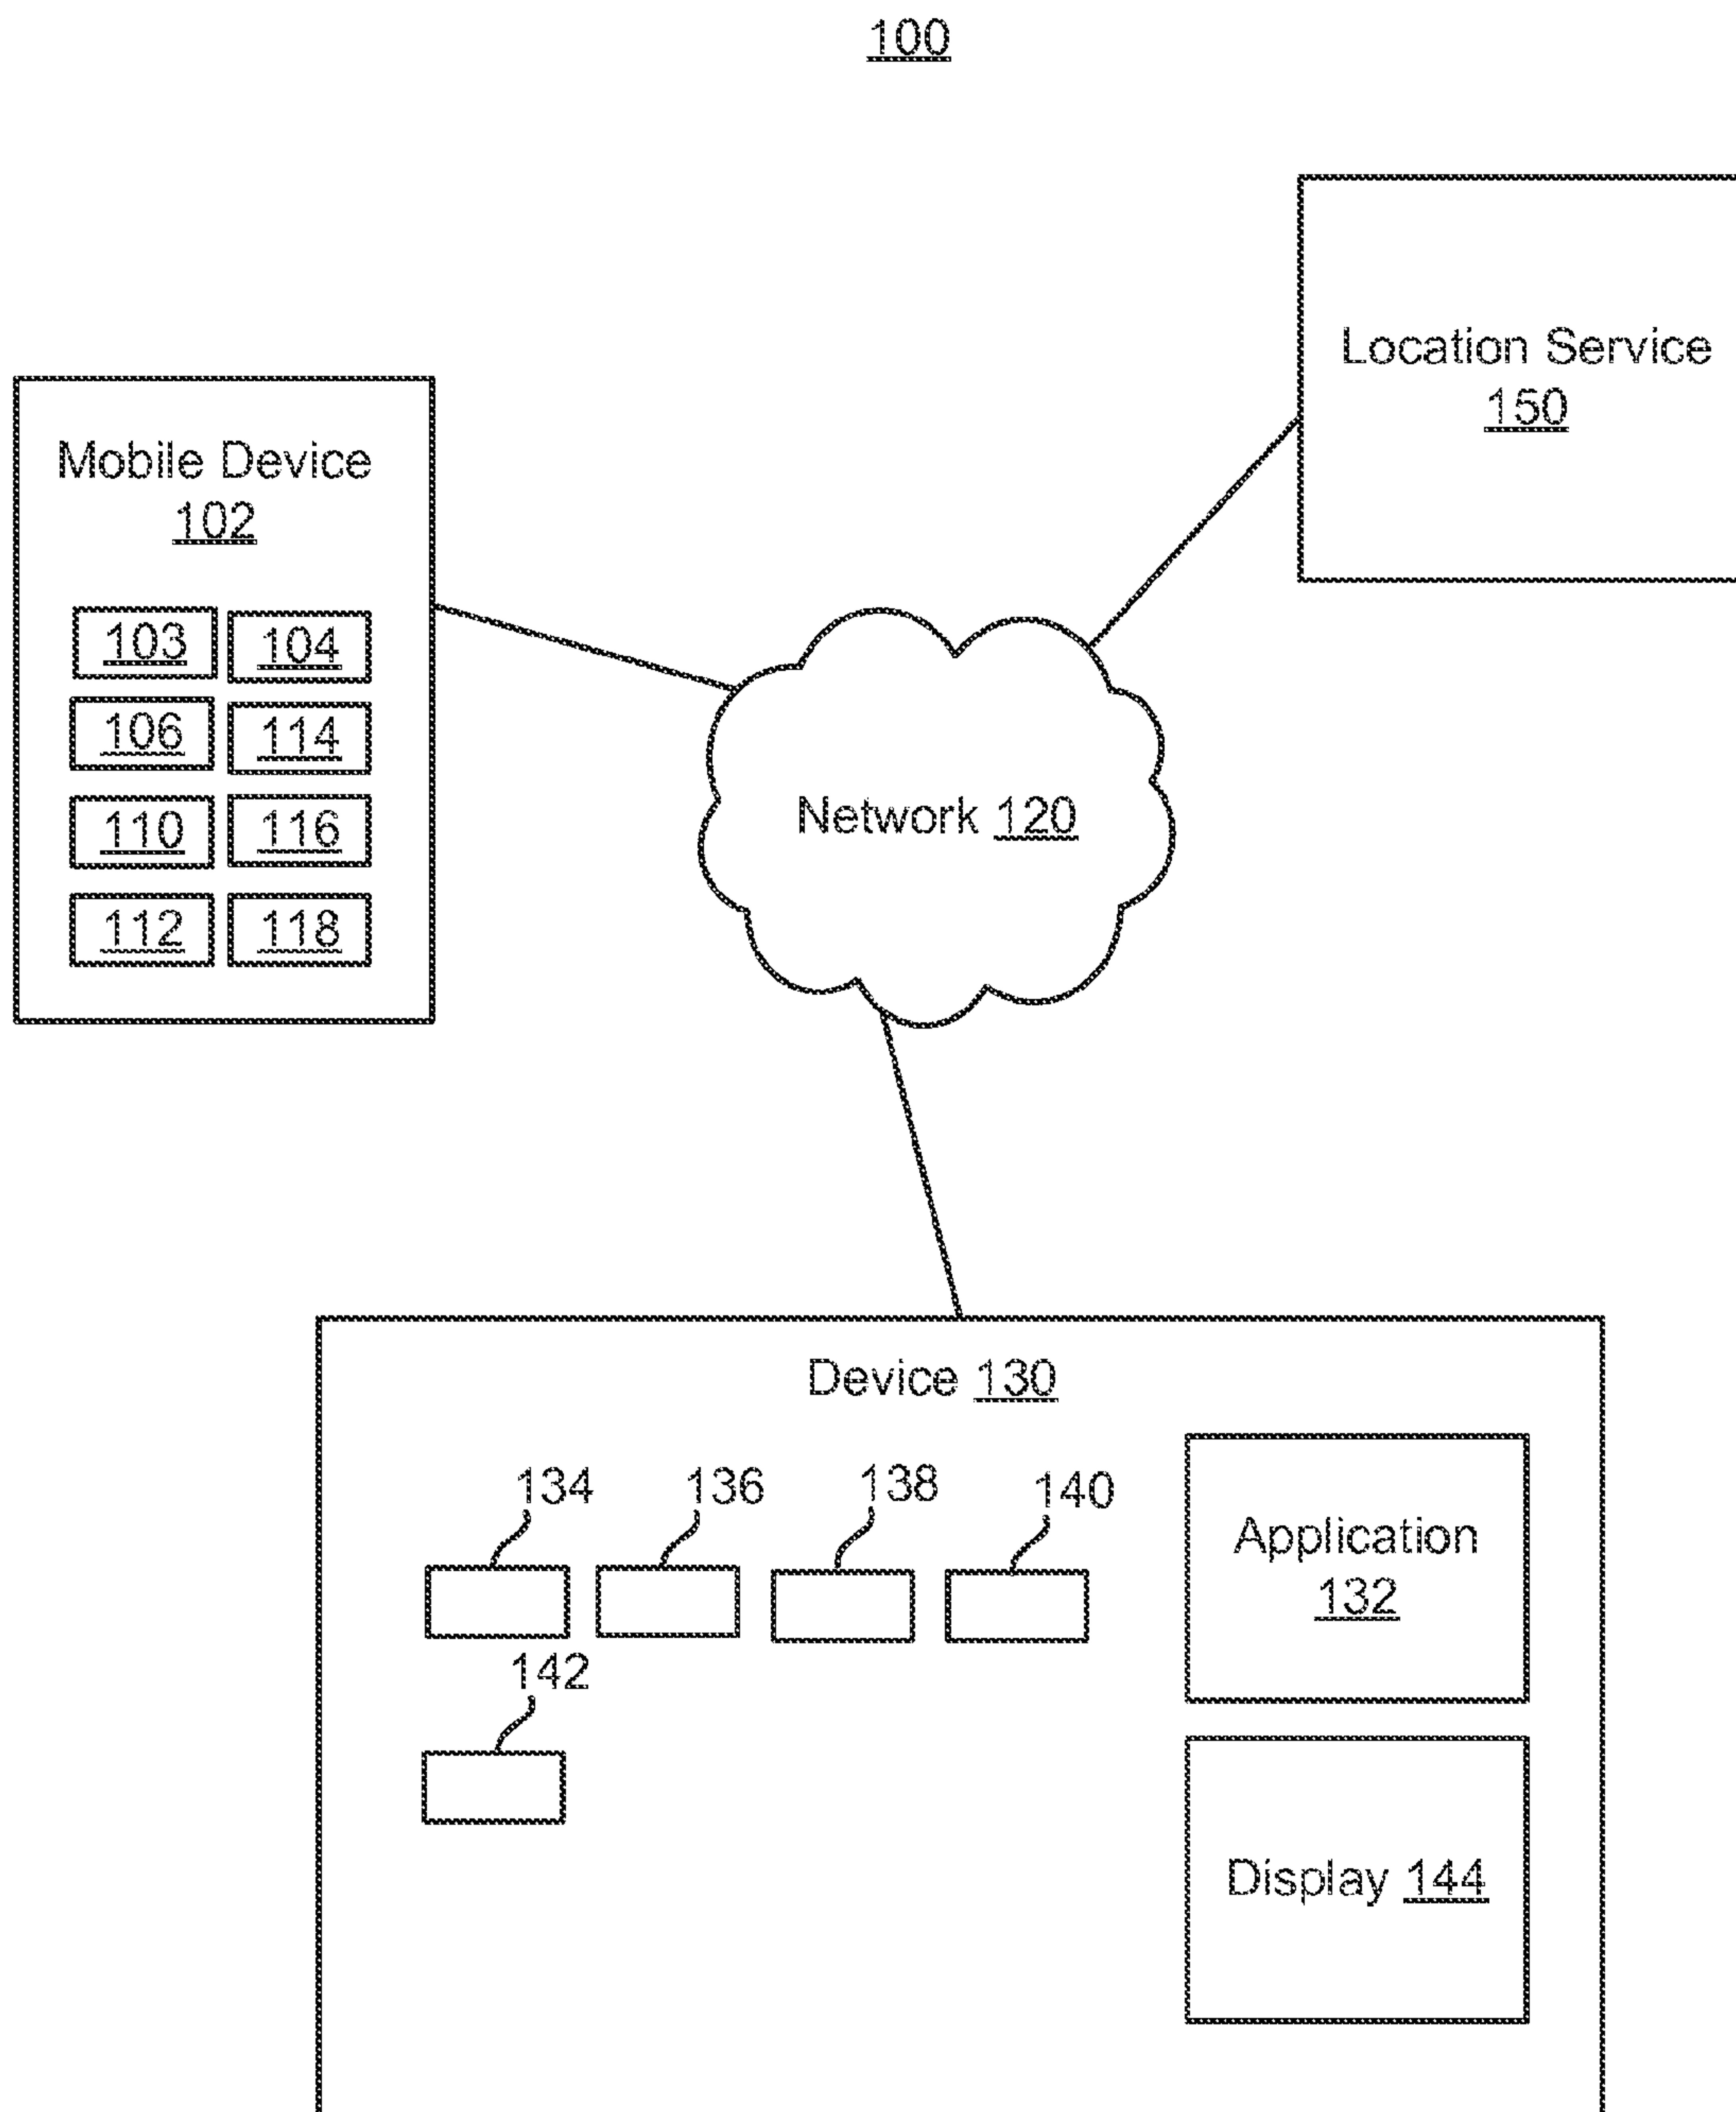 100
Location Service
150
Mobile Device
102
103 104
106 114
110 116
112 118
Network 120
Device 130
134 136 138 140
Application
132
142
Display 144